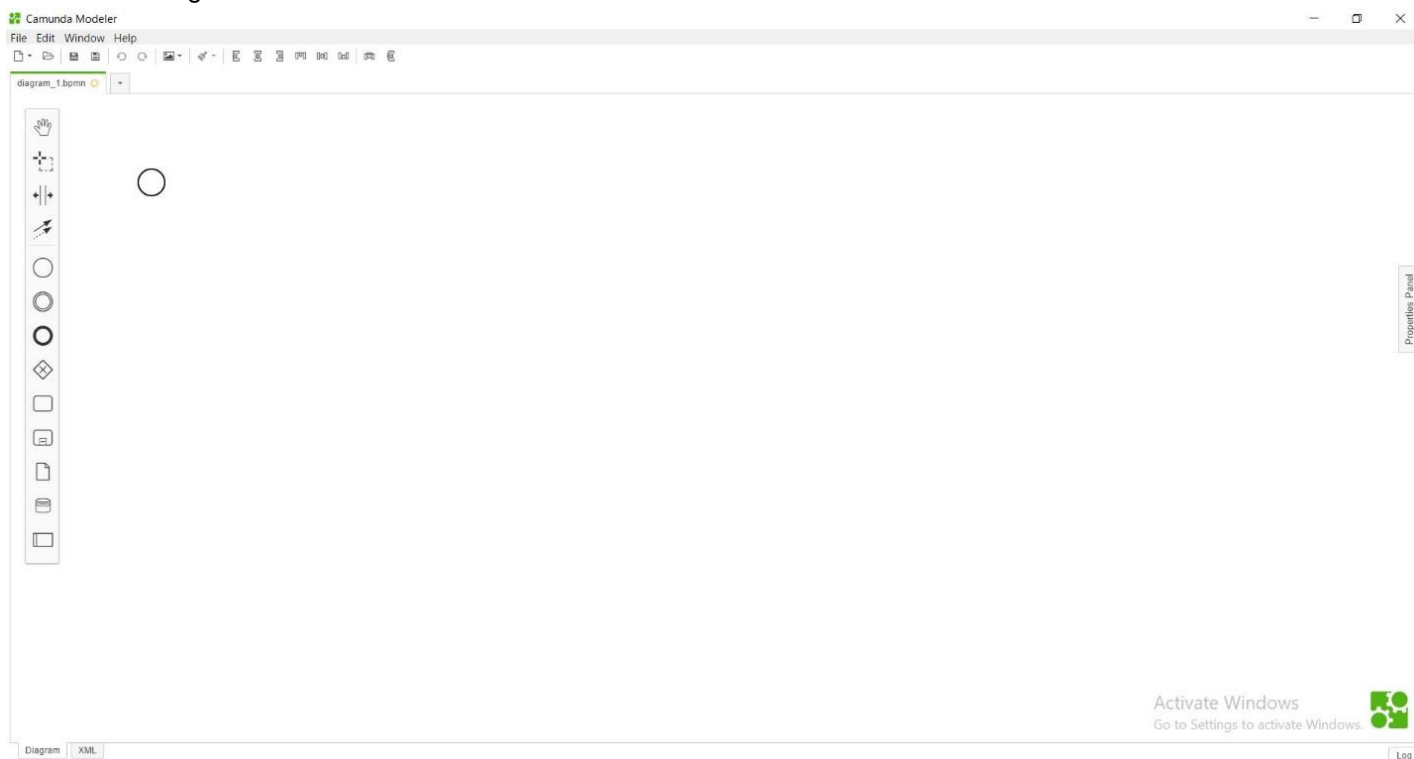 Camunda Modeler
File Edit Window Help
diagram_1.bpmn
+
Properties Panel
Activate Windows
Go to Settings to activate Windows.
Diagram XML
Log